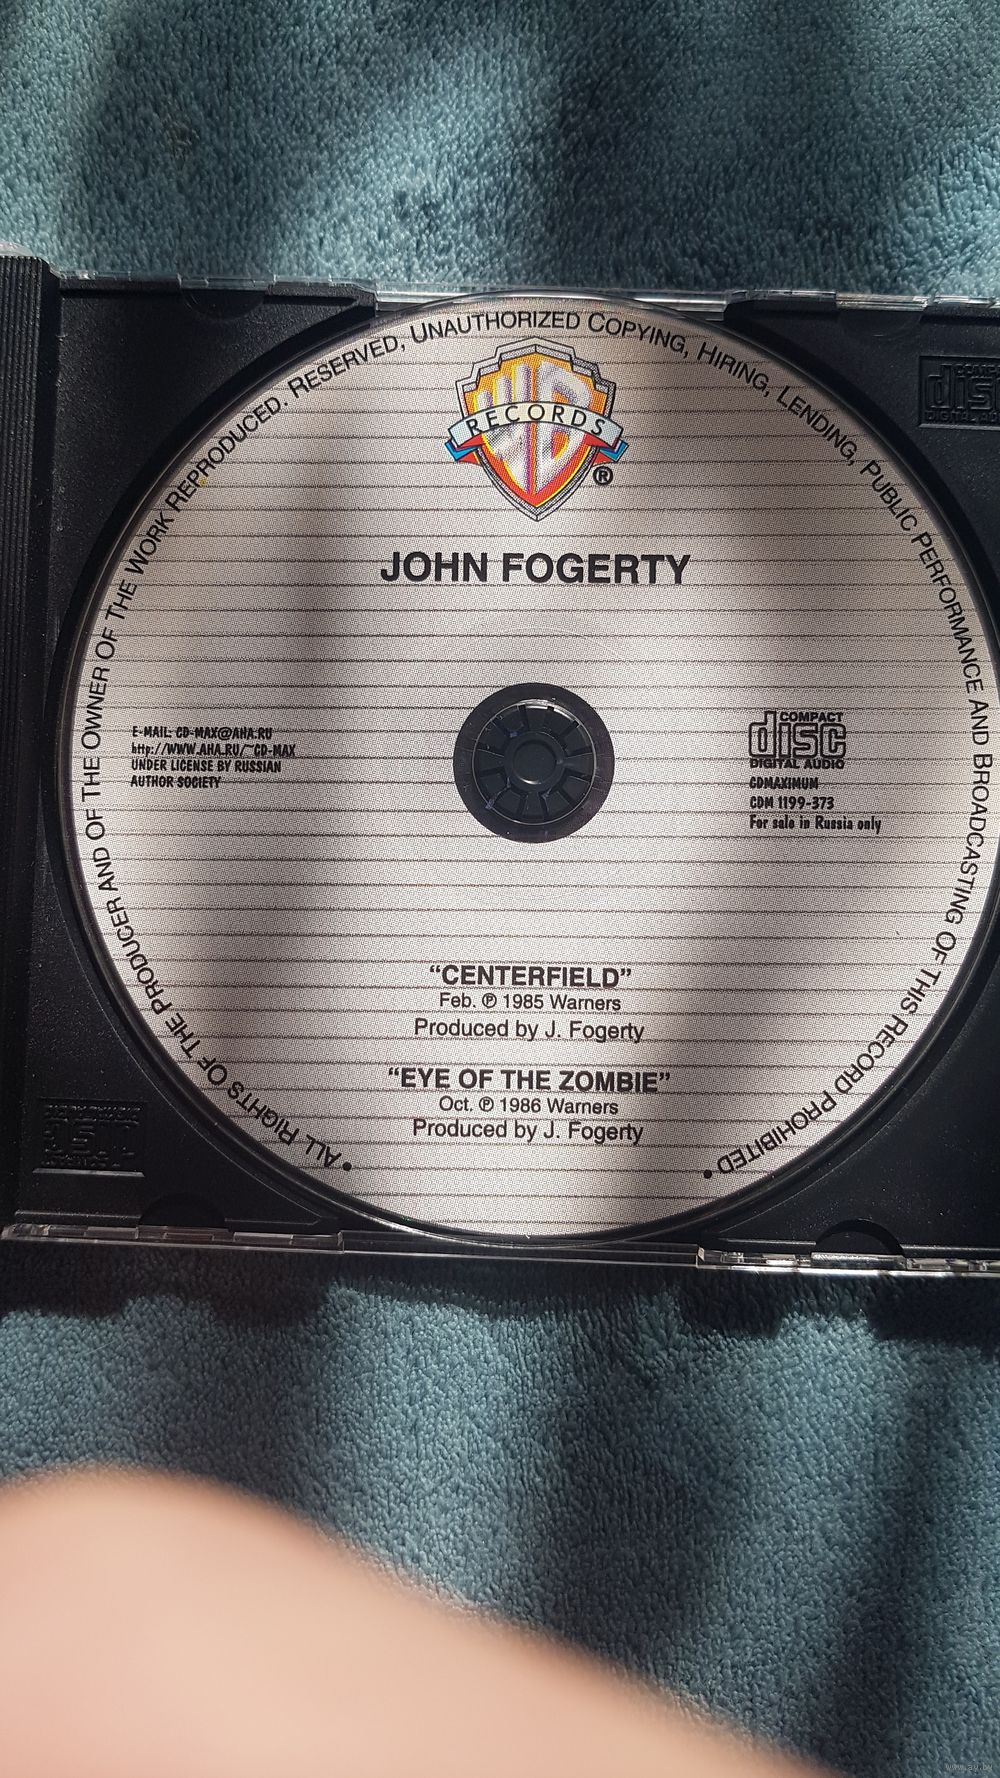 • ALL RIGHTS OF THE PRODUCER AND OF THE OWNER OF THE WORK REPRODUCED. RESERVED, UNAUTHORIZED COPYING, HIRING, LENDING, PUBLIC PERFORMANCE AND BROADCASTING OF THIS RECORD PROHIBITED •
WB
RECORDS
®
JOHN FOGERTY
E-MAIL: CD-MAX@AHA.RU
http://WWW.AHA.RU/~CD-MAX
UNDER LICENSE BY RUSSIAN
AUTHOR SOCIETY
COMPACT
disc
DIGITAL AUDIO
CDMAXIMUM
CDM 1199-373
For sale in Russia only
“CENTERFIELD”
Feb. ℗ 1985 Warners
Produced by J. Fogerty
“EYE OF THE ZOMBIE”
Oct. ℗ 1986 Warners
Produced by J. Fogerty
www.ay.by